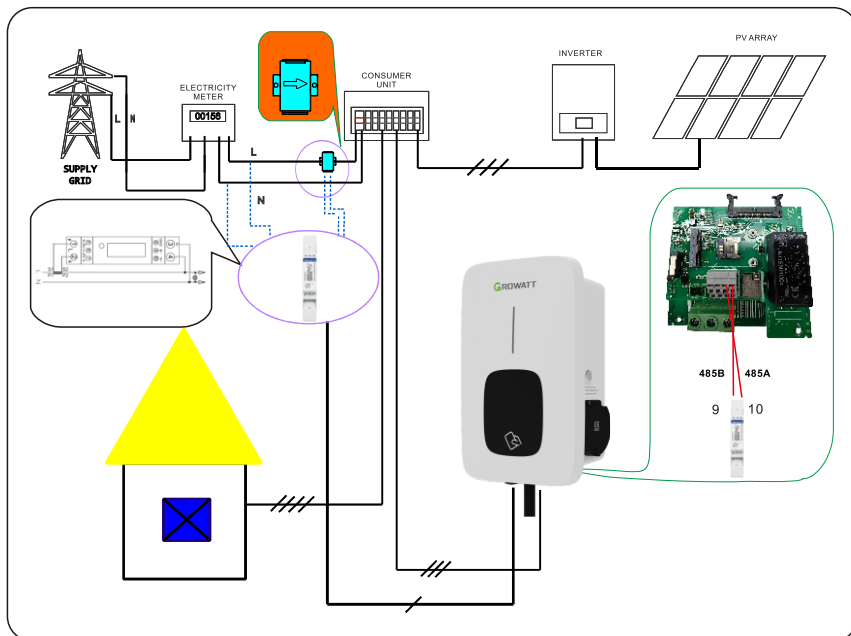 ELECTRICITY
METER
00156
CONSUMER
UNIT
INVERTER
PV ARRAY
L
N
SUPPLY
GRID
L
N
GROWATT
485B
485A
9
10